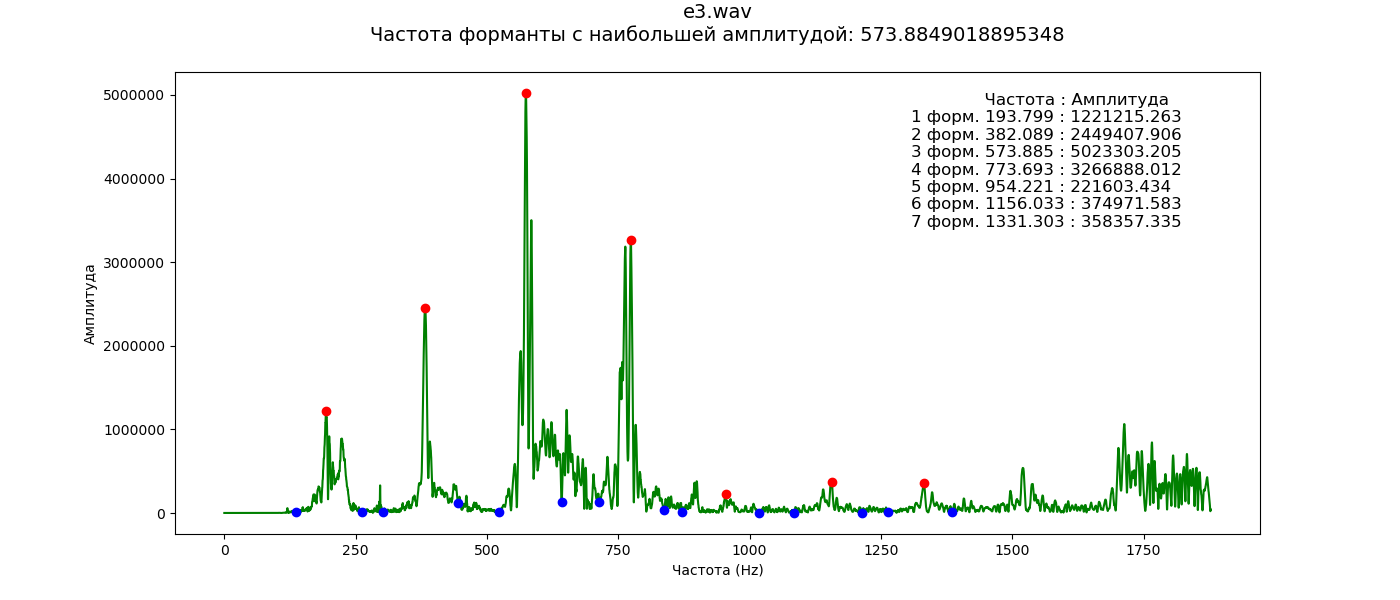 e3.wav
Частота форманты с наибольшей амплитудой: 573.8849018895348
Частота : Амплитуда
1 форм. 193.799 : 1221215.263
2 форм. 382.089 : 2449407.906
3 форм. 573.885 : 5023303.205
4 форм. 773.693 : 3266888.012
5 форм. 954.221 : 221603.434
6 форм. 1156.033 : 374971.583
7 форм. 1331.303 : 358357.335
Амплитуда
5000000
4000000
3000000
2000000
1000000
0
0 250 500 750 1000 1250 1500 1750
Частота (Hz)